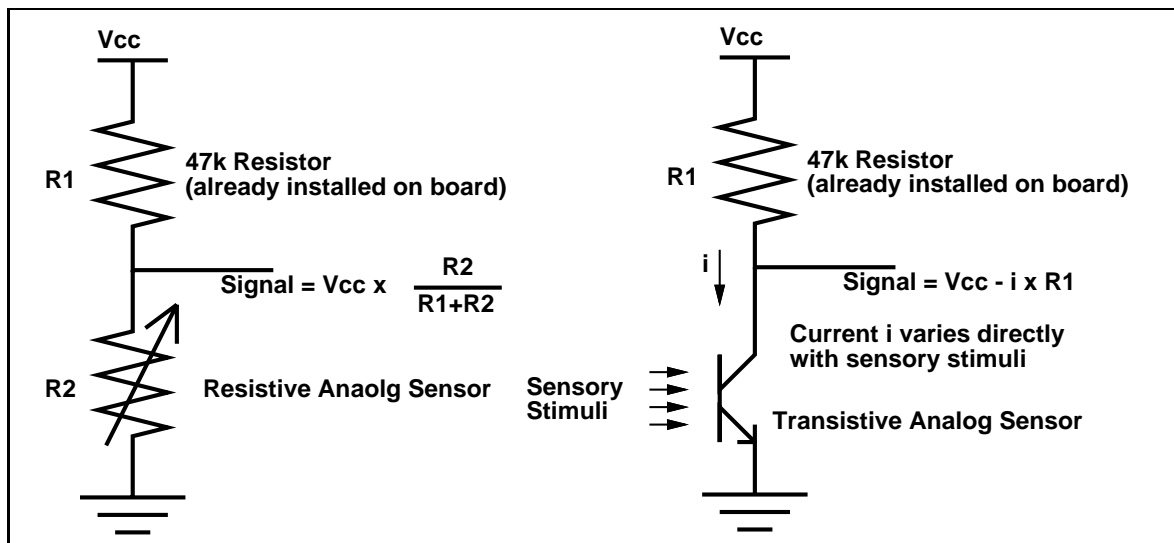 Vcc
R1
47k Resistor
(already installed on board)
Signal = Vcc x
R2
R1+R2
R2
Resistive Anaolg Sensor
Vcc
R1
47k Resistor
(already installed on board)
i
Signal = Vcc - i x R1
Current i varies directly
with sensory stimuli
Sensory
Stimuli
Transistive Analog Sensor